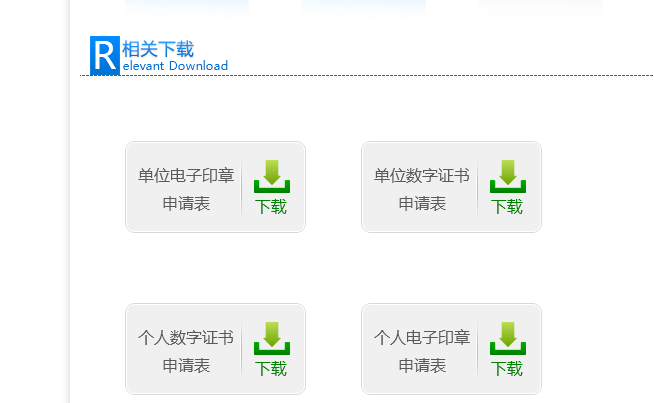 相关下载
Relevant Download
单位电子印章
申请表
下载
单位数字证书
申请表
下载
个人数字证书
申请表
下载
个人电子印章
申请表
下载